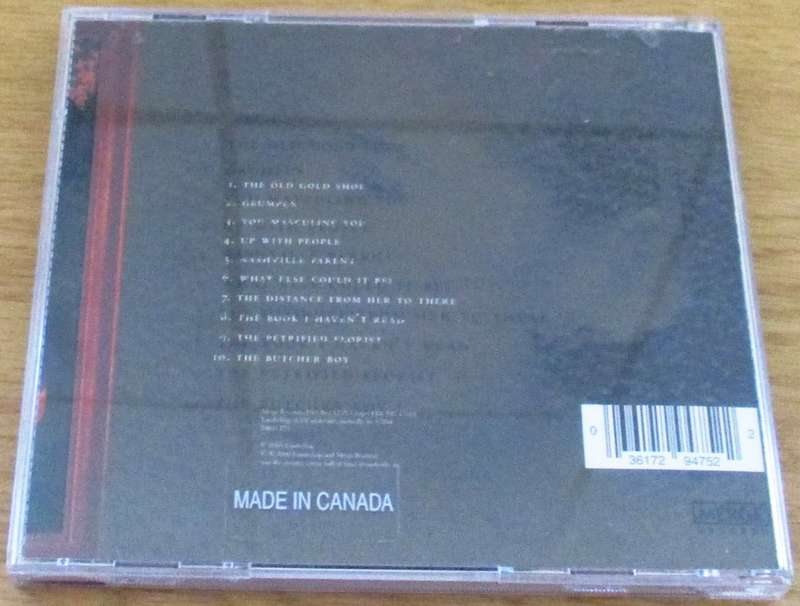 1. THE OLD GOLD SHOE
2. GRUMPUS
3. YOU MASCULINE YOU
4. UP WITH PEOPLE
5. NASHVILLE PARENT
6. WHAT ELSE COULD IT BE?
7. THE DISTANCE FROM HER TO THERE
8. THE BOOK I HAVEN'T READ
9. THE PETRIFIED FLORIST
10. THE BUTCHER BOY
MADE IN CANADA
0 36172 94752 2
MERGE